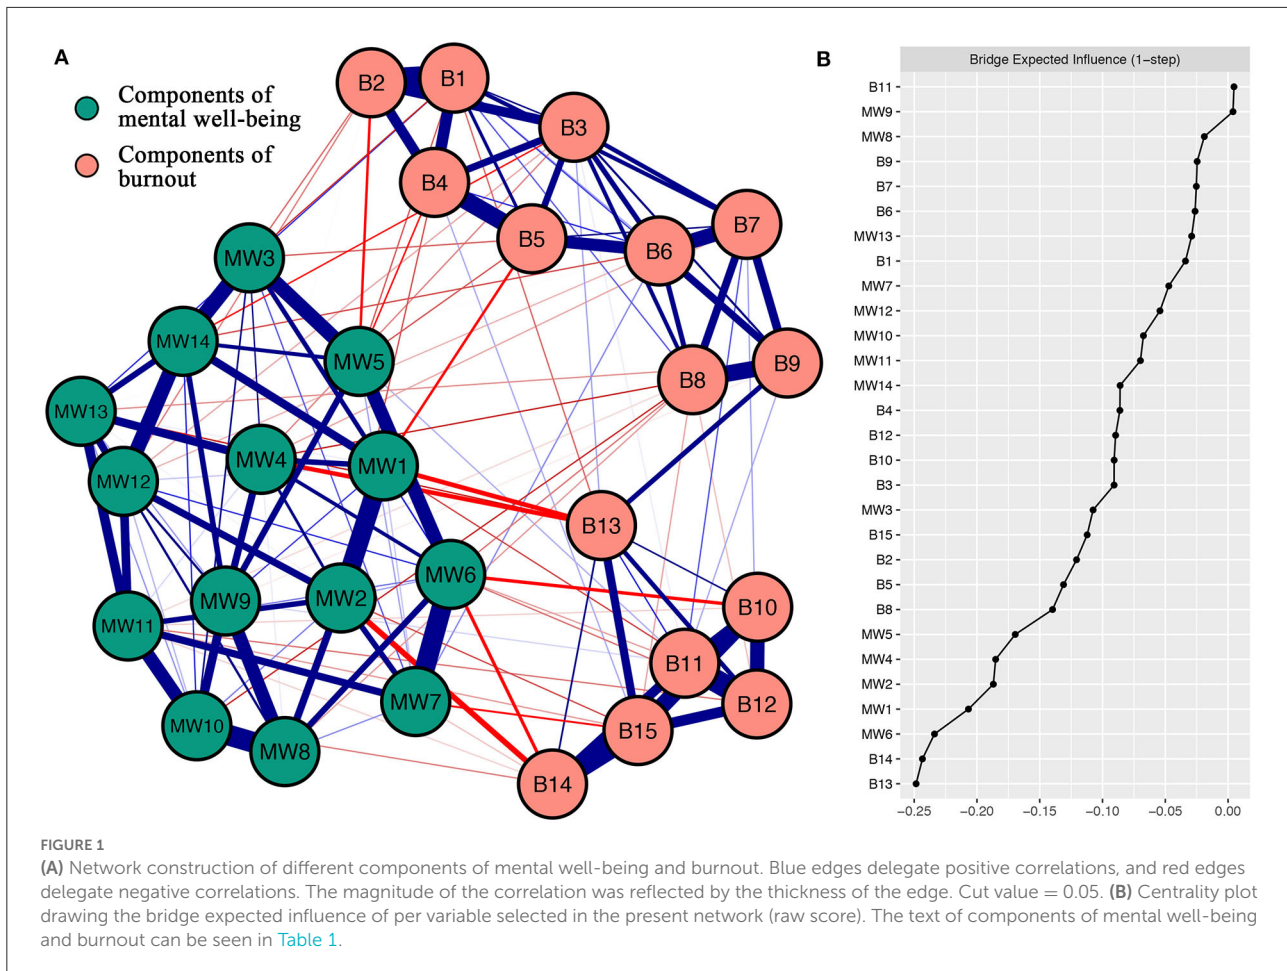 A
Components of
mental well-being
Components of
burnout
B2
B1
B3
B4
B5
B7
B6
MW3
MW14
MW5
B8
B9
MW13
MW4
MW1
MW12
B13
MW6
MW9
MW2
B10
MW11
B11
MW7
B12
MW10
B15
MW8
B14
B
Bridge Expected Influence (1-step)
B11
MW9
MW8
B9
B7
B6
MW13
B1
MW7
MW12
MW10
MW11
MW14
B4
B12
B10
B3
MW3
B15
B2
B5
B8
MW5
MW4
MW2
MW1
MW6
B14
B13
−0.25 −0.20 −0.15 −0.10 −0.05 0.00
FIGURE 1
(A) Network construction of different components of mental well-being and burnout. Blue edges delegate positive correlations, and red edges
delegate negative correlations. The magnitude of the correlation was reflected by the thickness of the edge. Cut value = 0.05. (B) Centrality plot
drawing the bridge expected influence of per variable selected in the present network (raw score). The text of components of mental well-being
and burnout can be seen in Table 1.